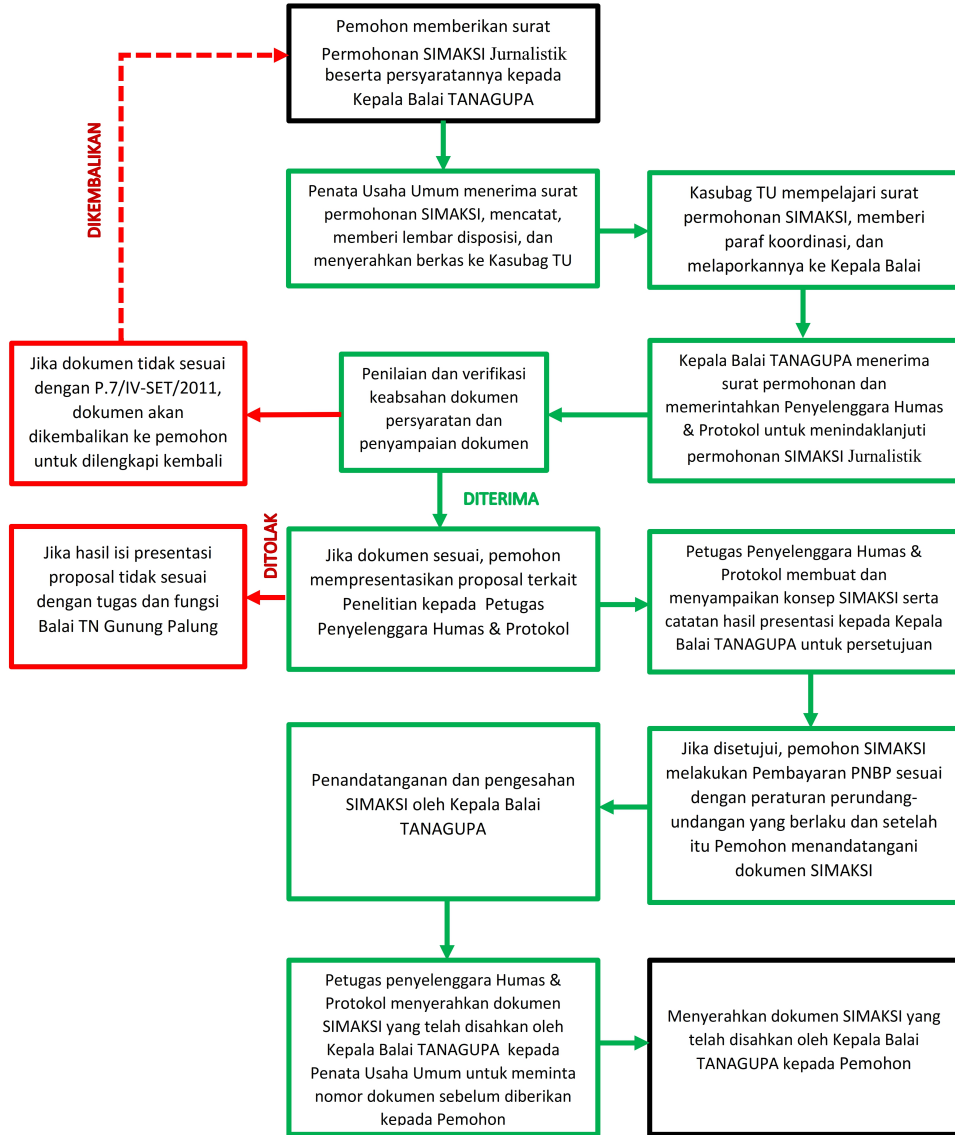 Pemohon memberikan surat
Permohonan SIMAKSI Jurnalistik
beserta persyaratannya kepada
Kepala Balai TANAGUPA
DIKEMBALIKAN
Penata Usaha Umum menerima surat
permohonan SIMAKSI, mencatat,
memberi lembar disposisi, dan
menyerahkan berkas ke Kasubag TU
Kasubag TU mempelajari surat
permohonan SIMAKSI, memberi
paraf koordinasi, dan
melaporkannya ke Kepala Balai
Kepala Balai TANAGUPA menerima
surat permohonan dan
memerintahkan Penyelenggara Humas
& Protokol untuk menindaklanjuti
permohonan SIMAKSI Jurnalistik
Penilaian dan verifikasi
keabsahan dokumen
persyaratan dan
penyampaian dokumen
Jika dokumen tidak sesuai
dengan P.7/IV-SET/2011,
dokumen akan
dikembalikan ke pemohon
untuk dilengkapi kembali
DITERIMA
Jika dokumen sesuai, pemohon
mempresentasikan proposal terkait
Penelitian kepada Petugas
Penyelenggara Humas & Protokol
DITOLAK
Jika hasil isi presentasi
proposal tidak sesuai
dengan tugas dan fungsi
Balai TN Gunung Palung
Petugas Penyelenggara Humas &
Protokol membuat dan
menyampaikan konsep SIMAKSI serta
catatan hasil presentasi kepada Kepala
Balai TANAGUPA untuk persetujuan
Jika disetujui, pemohon SIMAKSI
melakukan Pembayaran PNBP sesuai
dengan peraturan perundang-
undangan yang berlaku dan setelah
itu Pemohon menandatangani
dokumen SIMAKSI
Penandatanganan dan pengesahan
SIMAKSI oleh Kepala Balai
TANAGUPA
Petugas penyelenggara Humas &
Protokol menyerahkan dokumen
SIMAKSI yang telah disahkan oleh
Kepala Balai TANAGUPA kepada
Penata Usaha Umum untuk meminta
nomor dokumen sebelum diberikan
kepada Pemohon
Menyerahkan dokumen SIMAKSI yang
telah disahkan oleh Kepala Balai
TANAGUPA kepada Pemohon